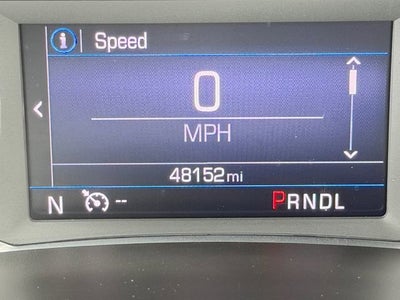 i Speed
0
MPH
48152mi
N -- PRNDL